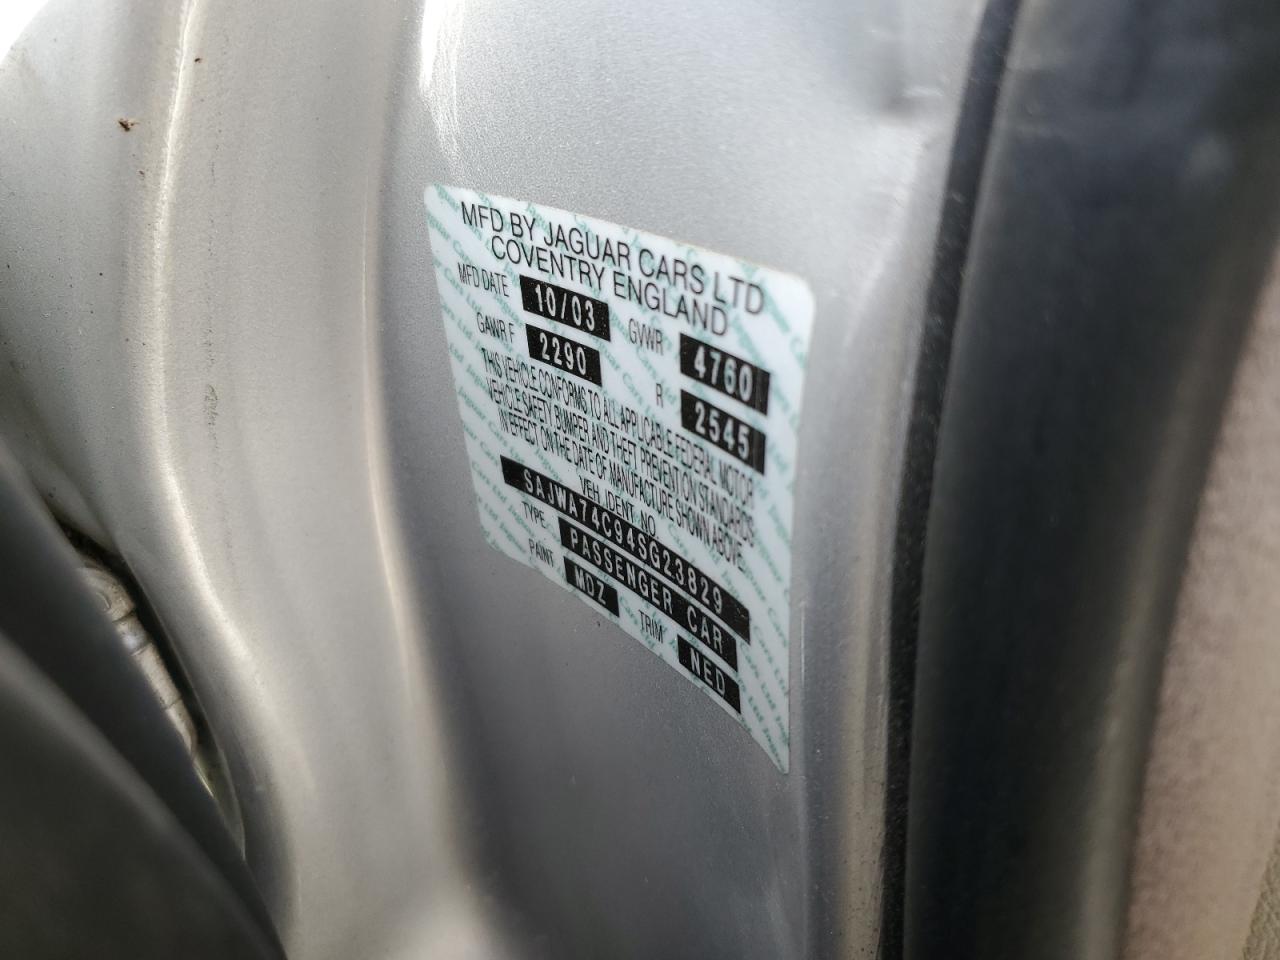 MFD BY JAGUAR CARS LTD
COVENTRY ENGLAND
MFD DATE 10/03 GVWR 4760
GAWR F 2290 R 2545
THIS VEHICLE CONFORMS TO ALL APPLICABLE FEDERAL MOTOR
VEHICLE SAFETY BUMPER AND THEFT PREVENTION STANDARDS
IN EFFECT ON THE DATE OF MANUFACTURE SHOWN ABOVE
VEH. IDENT. NO.
SAJWA74C94SG23829
TYPE PASSENGER CAR
PAINT MDZ TRIM NED